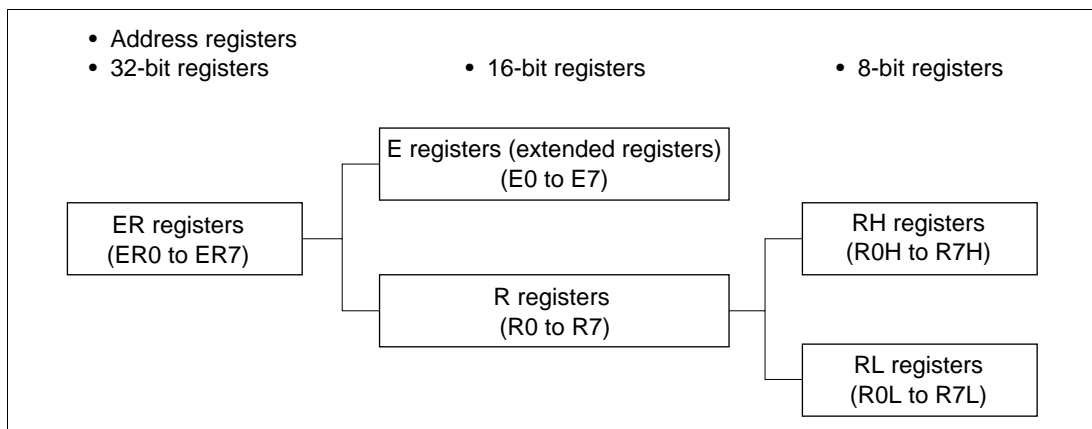 • Address registers
• 32-bit registers
• 16-bit registers
• 8-bit registers
E registers (extended registers)
(E0 to E7)
ER registers
(ER0 to ER7)
RH registers
(R0H to R7H)
R registers
(R0 to R7)
RL registers
(R0L to R7L)